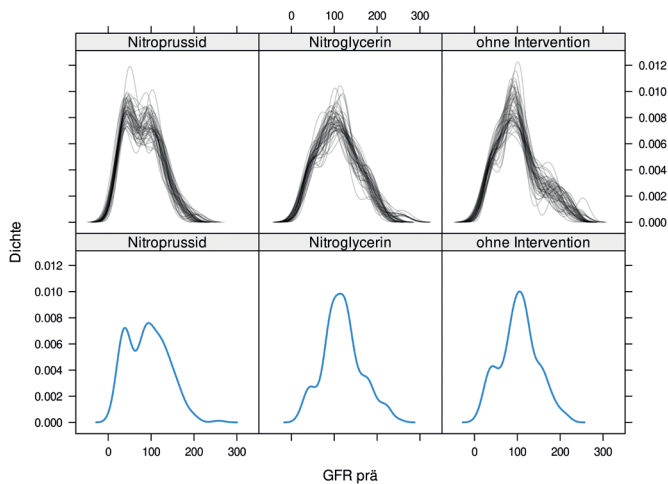 0 100 200 300
Nitroprussid Nitroglycerin ohne Intervention
0.012
0.010
0.008
0.006
0.004
0.002
0.000
Dichte
Nitroprussid Nitroglycerin ohne Intervention
0.012
0.010
0.008
0.006
0.004
0.002
0.000
0 100 200 300 0 100 200 300
GFR prä